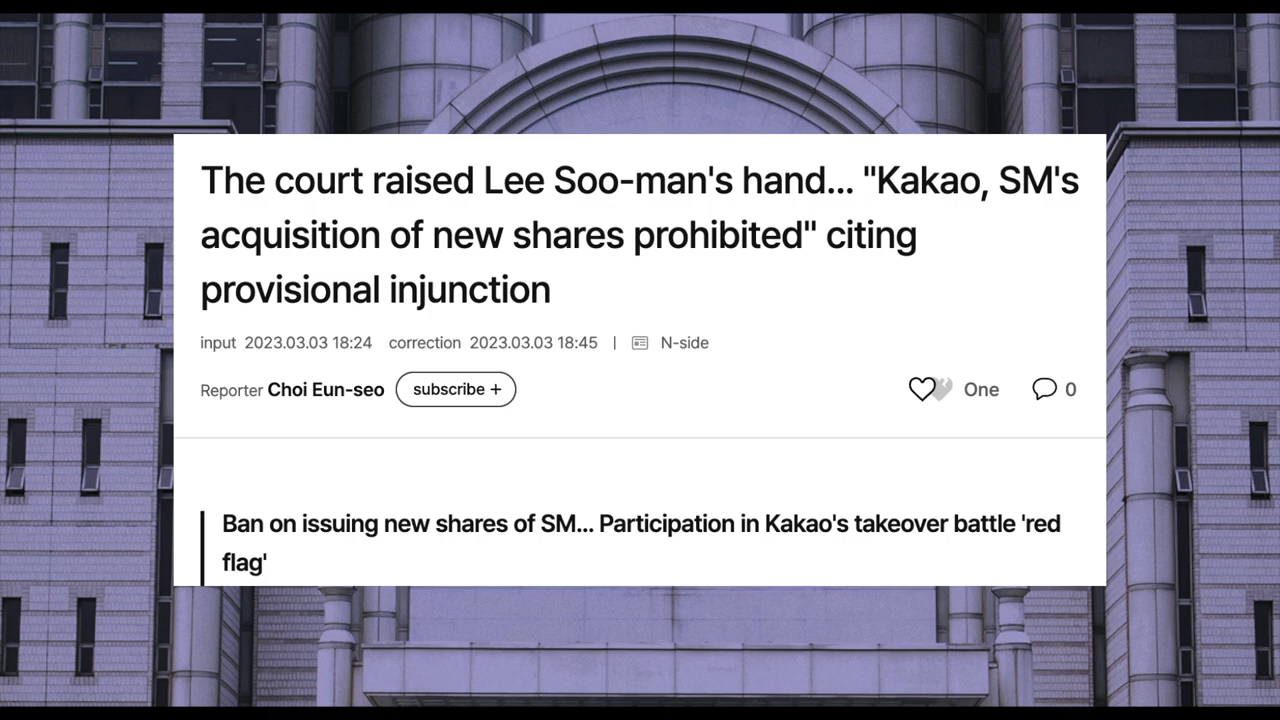 The court raised Lee Soo-man's hand... "Kakao, SM's
acquisition of new shares prohibited" citing
provisional injunction
input 2023.03.03 18:24 correction 2023.03.03 18:45 | N-side
Reporter Choi Eun-seo subscribe + One 0
Ban on issuing new shares of SM... Participation in Kakao's takeover battle 'red
flag'